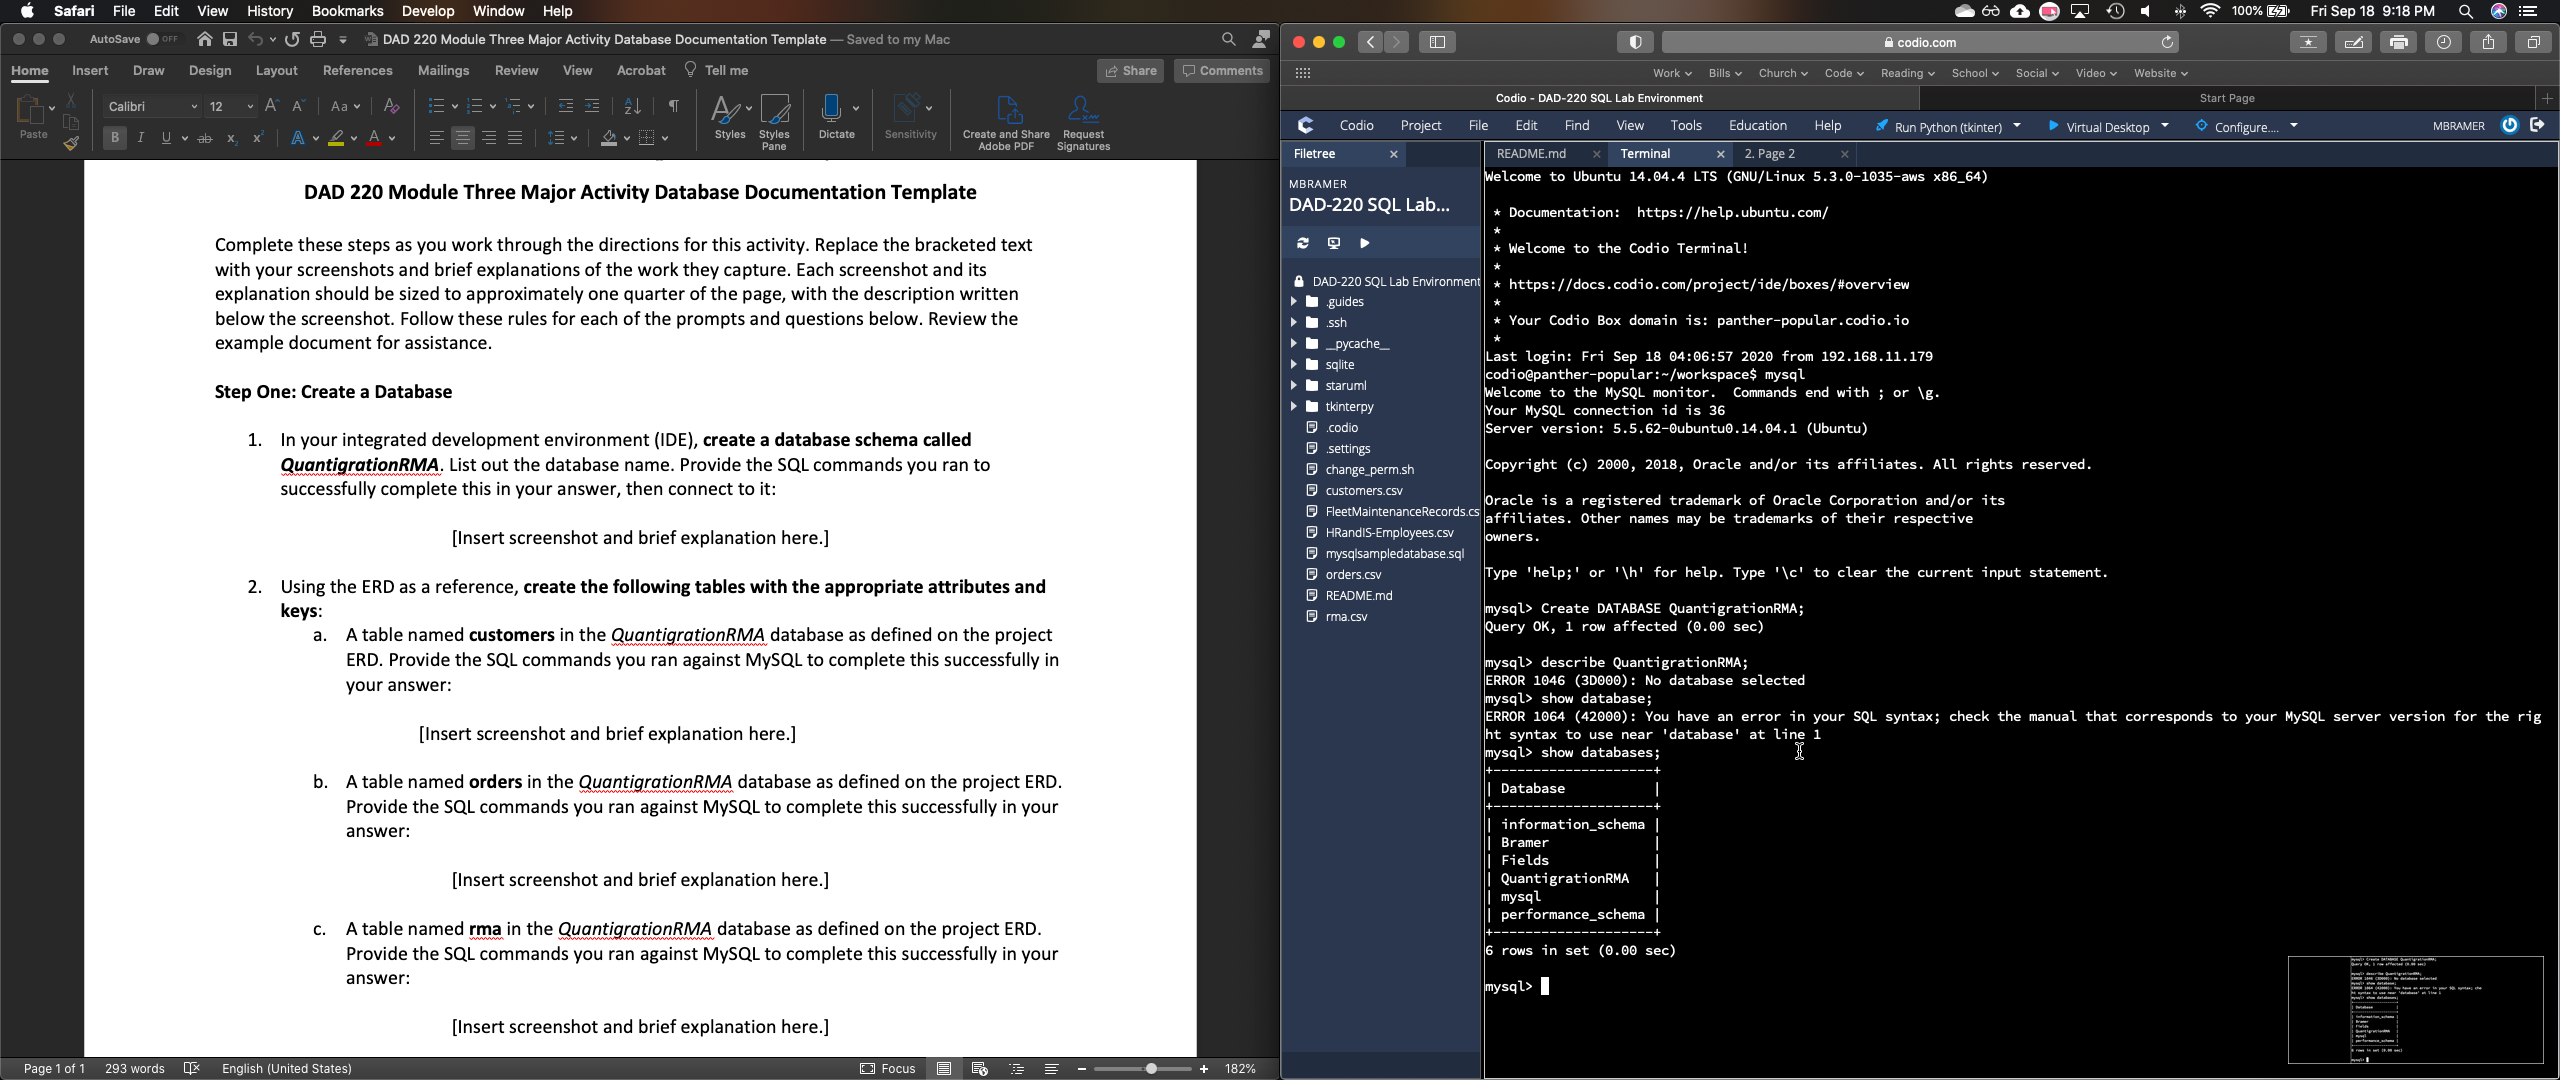 Safari File Edit View History Bookmarks Develop Window Help
100% Fri Sep 18 9:18 PM
AutoSave OFF
DAD 220 Module Three Major Activity Database Documentation Template — Saved to my Mac
Home Insert Draw Design Layout References Mailings Review View Acrobat Tell me
Share Comments
Paste
Calibri 12
Styles
Styles Pane
Dictate
Sensitivity
Create and Share Adobe PDF
Request Signatures
DAD 220 Module Three Major Activity Database Documentation Template
Complete these steps as you work through the directions for this activity. Replace the bracketed text
with your screenshots and brief explanations of the work they capture. Each screenshot and its
explanation should be sized to approximately one quarter of the page, with the description written
below the screenshot. Follow these rules for each of the prompts and questions below. Review the
example document for assistance.
Step One: Create a Database
1. In your integrated development environment (IDE), create a database schema called
QuantigrationRMA. List out the database name. Provide the SQL commands you ran to
successfully complete this in your answer, then connect to it:
[Insert screenshot and brief explanation here.]
2. Using the ERD as a reference, create the following tables with the appropriate attributes and
keys:
a. A table named customers in the QuantigrationRMA database as defined on the project
ERD. Provide the SQL commands you ran against MySQL to complete this successfully in
your answer:
[Insert screenshot and brief explanation here.]
b. A table named orders in the QuantigrationRMA database as defined on the project ERD.
Provide the SQL commands you ran against MySQL to complete this successfully in your
answer:
[Insert screenshot and brief explanation here.]
c. A table named rma in the QuantigrationRMA database as defined on the project ERD.
Provide the SQL commands you ran against MySQL to complete this successfully in your
answer:
[Insert screenshot and brief explanation here.]
Page 1 of 1 293 words English (United States)
Focus
182%
codio.com
Work Bills Church Code Reading School Social Video Website
Codio - DAD-220 SQL Lab Environment
Start Page
Codio Project File Edit Find View Tools Education Help Run Python (tkinter) Virtual Desktop Configure.... MBRAMER
Filetree
README.md Terminal 2. Page 2
MBRAMER
DAD-220 SQL Lab...
DAD-220 SQL Lab Environment
.guides
.ssh
__pycache__
sqlite
staruml
tkinterpy
.codio
.settings
change_perm.sh
customers.csv
FleetMaintenanceRecords.cs
HRandIS-Employees.csv
mysqlsampledatabase.sql
orders.csv
README.md
rma.csv
Welcome to Ubuntu 14.04.4 LTS (GNU/Linux 5.3.0-1035-aws x86_64)
* Documentation: https://help.ubuntu.com/
*
* Welcome to the Codio Terminal!
*
* https://docs.codio.com/project/ide/boxes/#overview
*
* Your Codio Box domain is: panther-popular.codio.io
*
Last login: Fri Sep 18 04:06:57 2020 from 192.168.11.179
codio@panther-popular:~/workspace$ mysql
Welcome to the MySQL monitor. Commands end with ; or \g.
Your MySQL connection id is 36
Server version: 5.5.62-0ubuntu0.14.04.1 (Ubuntu)
Copyright (c) 2000, 2018, Oracle and/or its affiliates. All rights reserved.
Oracle is a registered trademark of Oracle Corporation and/or its
affiliates. Other names may be trademarks of their respective
owners.
Type 'help;' or '\h' for help. Type '\c' to clear the current input statement.
mysql> Create DATABASE QuantigrationRMA;
Query OK, 1 row affected (0.00 sec)
mysql> describe QuantigrationRMA;
ERROR 1046 (3D000): No database selected
mysql> show database;
ERROR 1064 (42000): You have an error in your SQL syntax; check the manual that corresponds to your MySQL server version for the rig
ht syntax to use near 'database' at line 1
mysql> show databases;
+--------------------+
| Database |
+--------------------+
| information_schema |
| Bramer |
| Fields |
| QuantigrationRMA |
| mysql |
| performance_schema |
+--------------------+
6 rows in set (0.00 sec)
mysql>